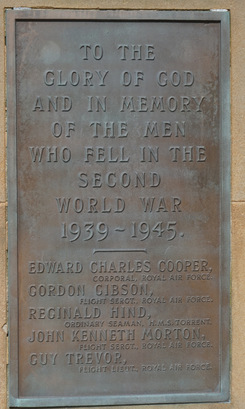 TO THE
GLORY OF GOD
AND IN MEMORY
OF THE MEN
WHO FELL IN THE
SECOND
WORLD WAR
1939~1945.
EDWARD CHARLES COOPER,
CORPORAL, ROYAL AIR FORCE.
GORDON GIBSON,
FLIGHT SERGT., ROYAL AIR FORCE.
REGINALD HIND,
ORDINARY SEAMAN, H.M.S. TORRENT.
JOHN KENNETH MORTON,
FLIGHT SERGT., ROYAL AIR FORCE.
GUY TREVOR,
FLIGHT LIEUT., ROYAL AIR FORCE.